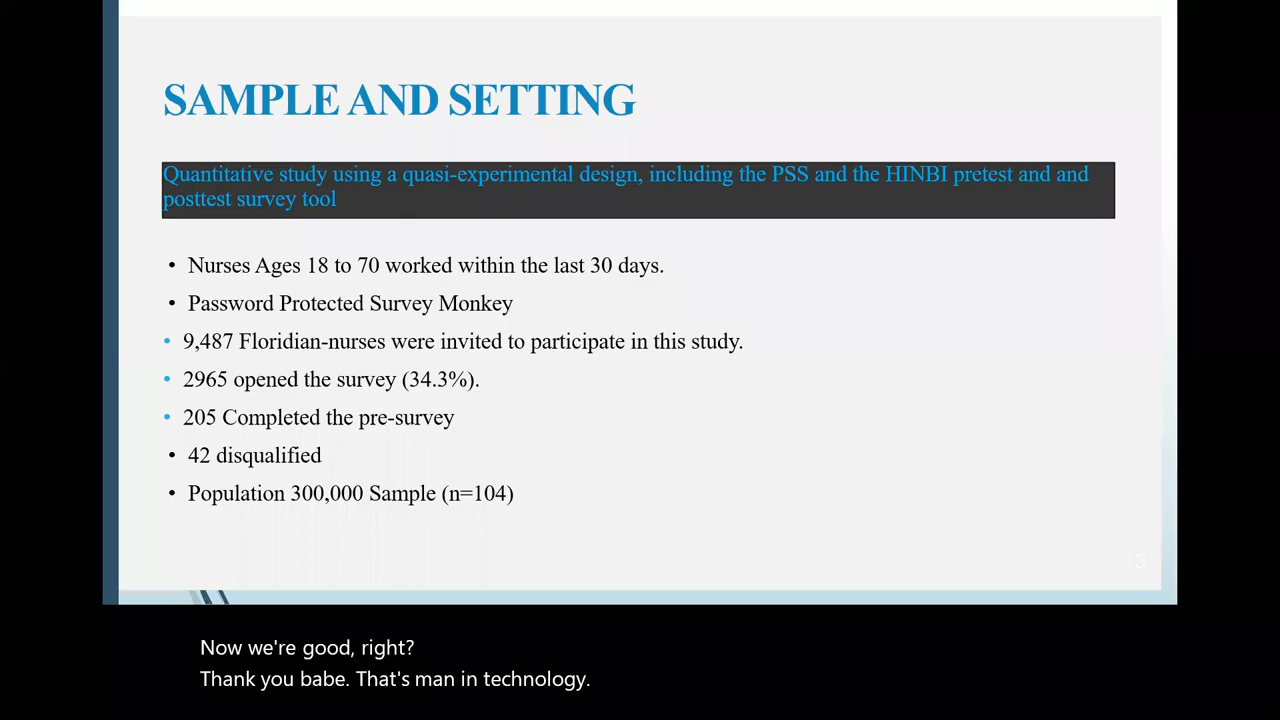 SAMPLE AND SETTING
Quantitative study using a quasi-experimental design, including the PSS and the HINBI pretest and and
posttest survey tool
• Nurses Ages 18 to 70 worked within the last 30 days.
• Password Protected Survey Monkey
• 9,487 Floridian-nurses were invited to participate in this study.
• 2965 opened the survey (34.3%).
• 205 Completed the pre-survey
• 42 disqualified
• Population 300,000 Sample (n=104)
Now we're good, right?
Thank you babe. That's man in technology.